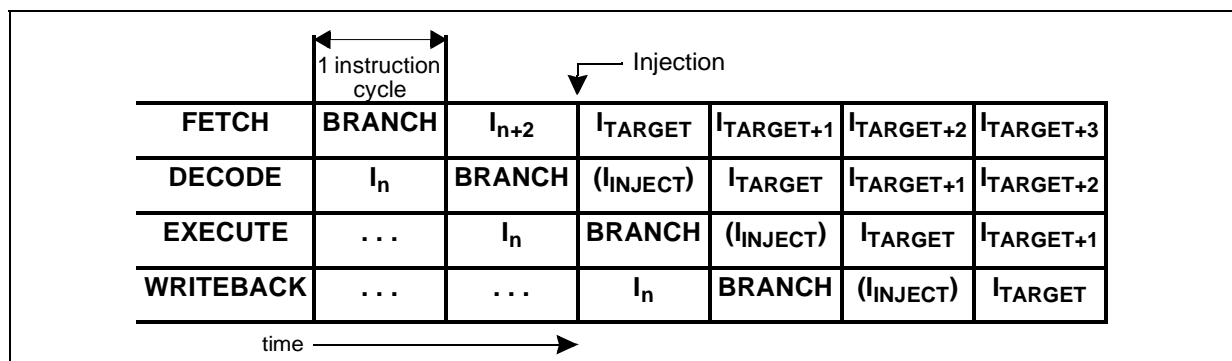 1 instruction
cycle
Injection
FETCH BRANCH In+2 ITARGET ITARGET+1 ITARGET+2 ITARGET+3
DECODE In BRANCH (IINJECT) ITARGET ITARGET+1 ITARGET+2
EXECUTE . . . In BRANCH (IINJECT) ITARGET ITARGET+1
WRITEBACK . . . . . . In BRANCH (IINJECT) ITARGET
time